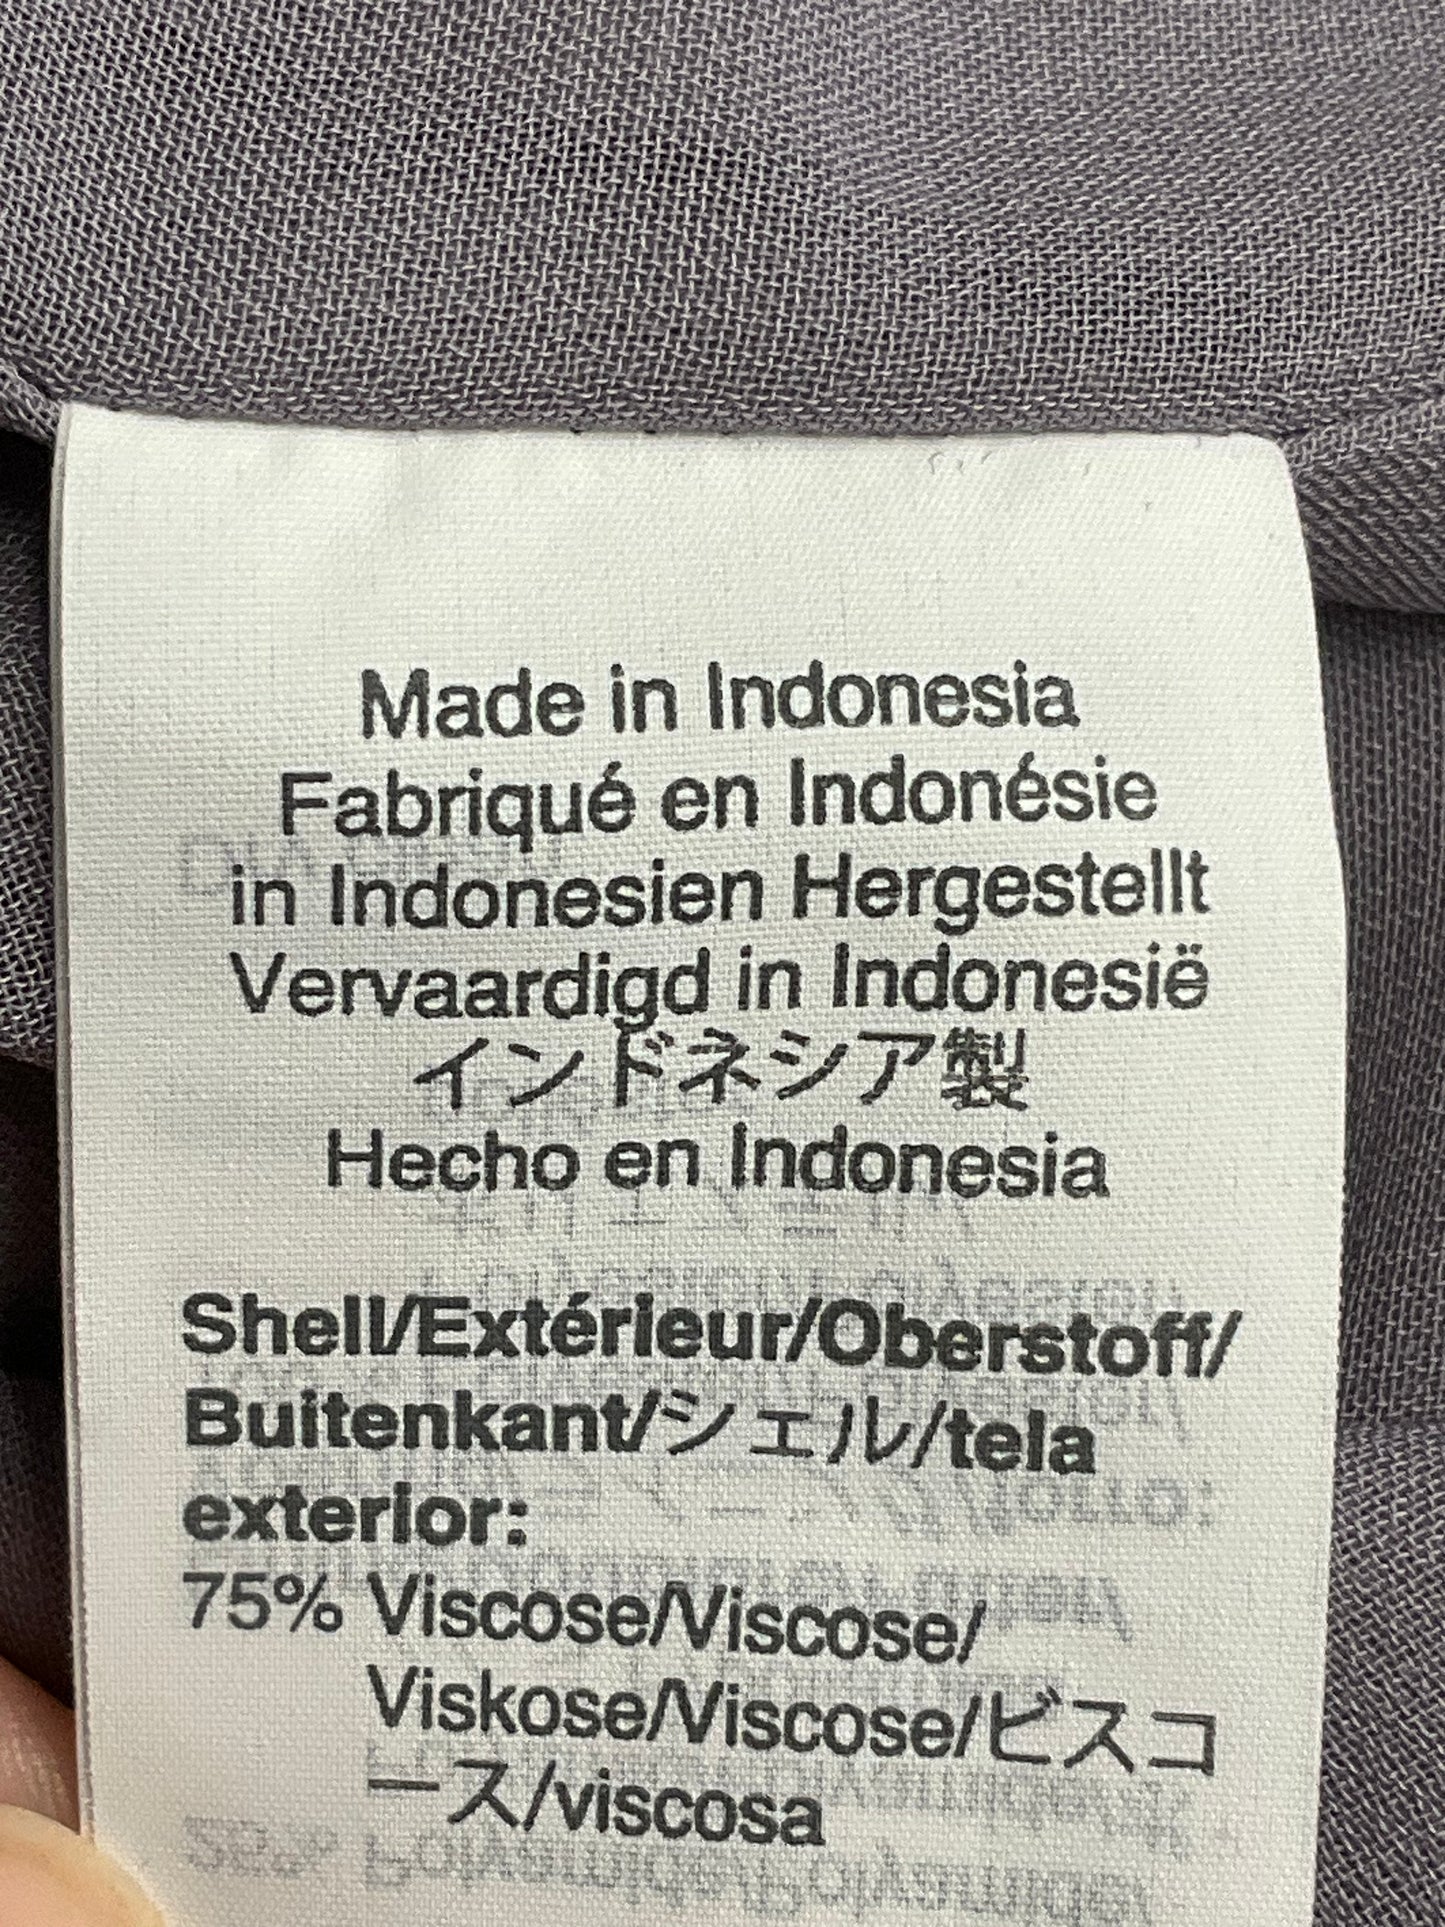 Made in Indonesia
Fabriqué en Indonésie
in Indonesien Hergestellt
Vervaardigd in Indonesië
インドネシア製
Hecho en Indonesia
Shell/Extérieur/Oberstoff/
Buitenkant/シェル/tela
exterior:
75% Viscose/Viscose/
Viskose/Viscose/ビスコ
ース/viscosa